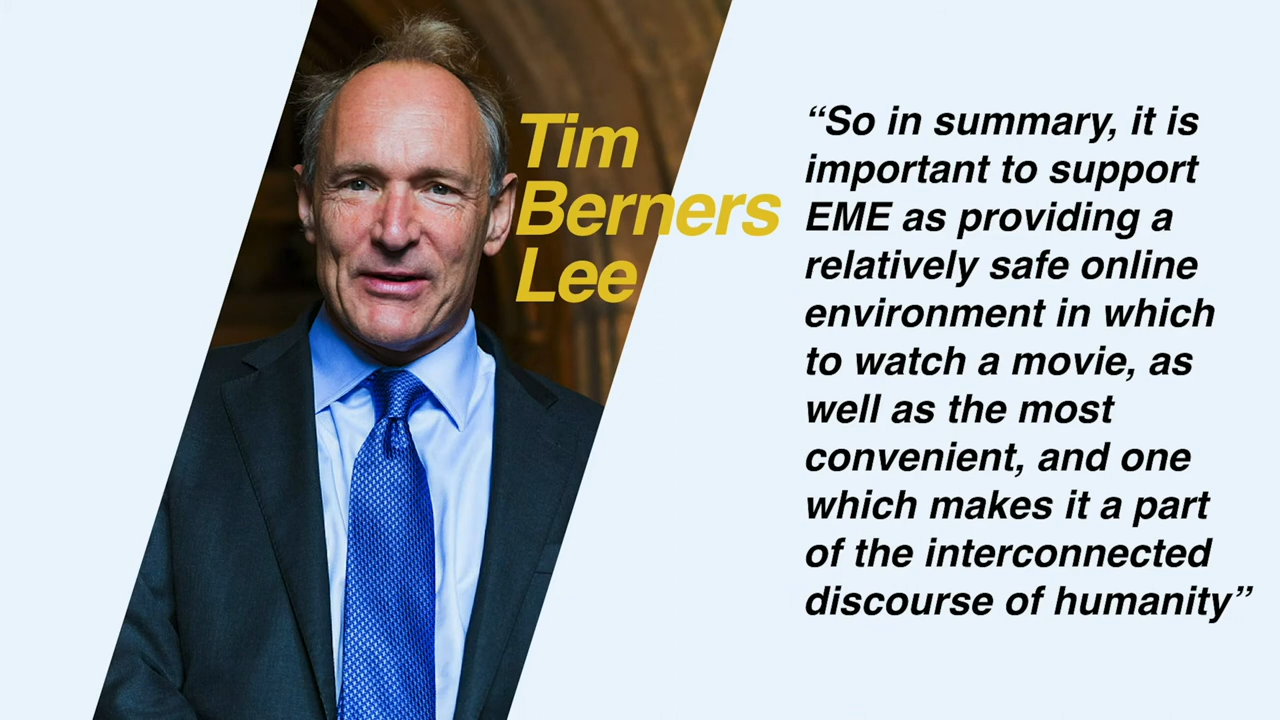 Tim
Berners
Lee
“So in summary, it is
important to support
EME as providing a
relatively safe online
environment in which
to watch a movie, as
well as the most
convenient, and one
which makes it a part
of the interconnected
discourse of humanity”